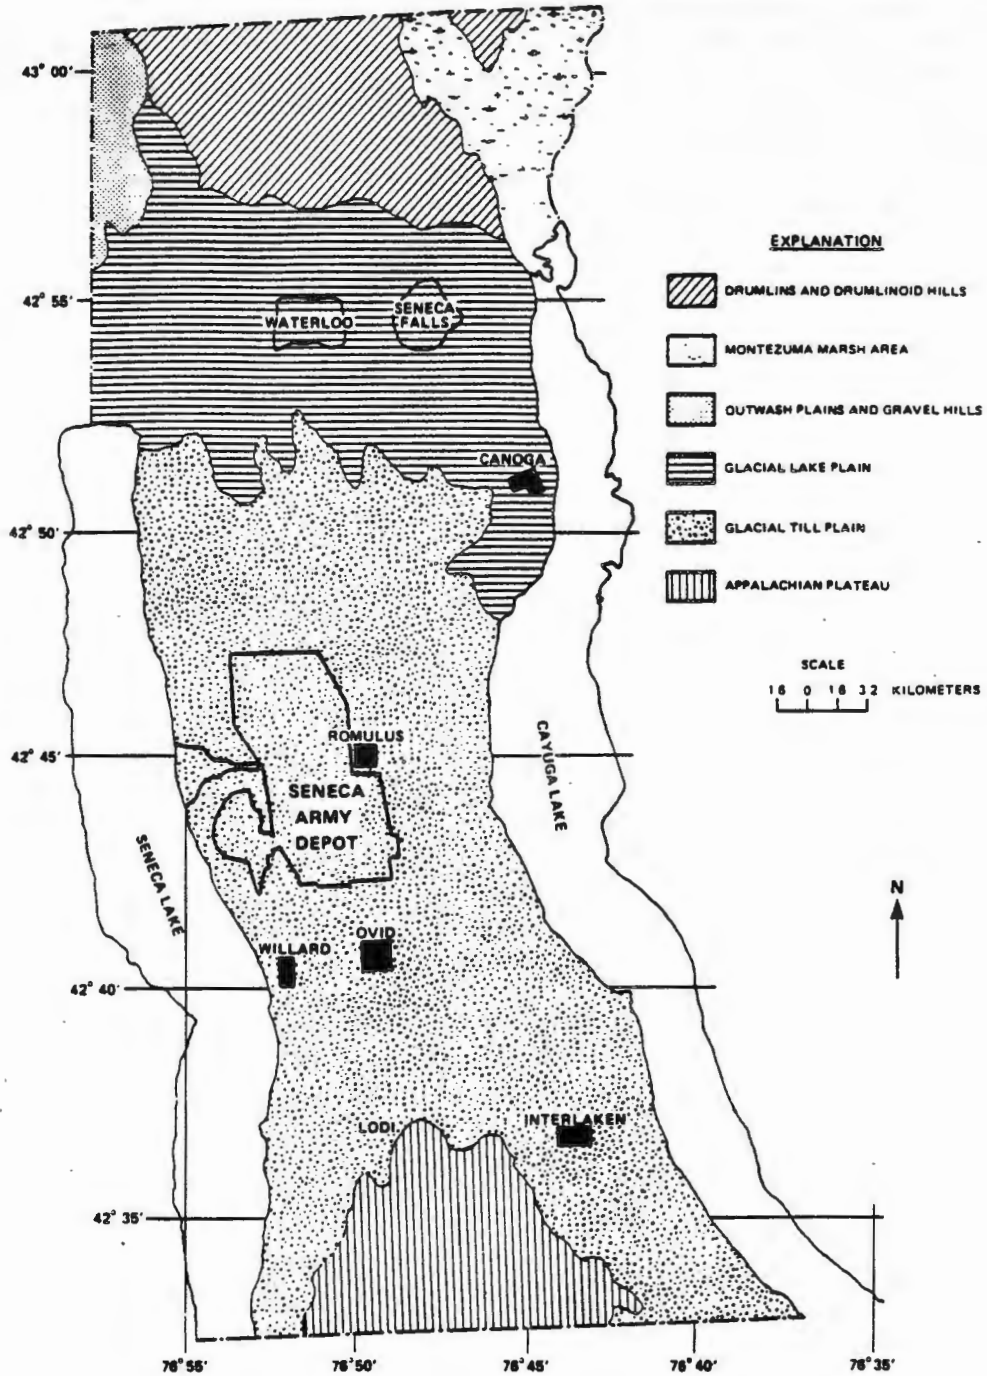 43° 00'
42° 55'
42° 50'
42° 45'
42° 40'
42° 35'
WATERLOO
SENECA
FALLS
CANOGA
ROMULUS
SENECA
ARMY
DEPOT
SENECA LAKE
CAYUGA LAKE
WILLARD
OVID
LODI
INTERLAKEN
EXPLANATION
DRUMLINS AND DRUMLINOID HILLS
MONTEZUMA MARSH AREA
OUTWASH PLAINS AND GRAVEL HILLS
GLACIAL LAKE PLAIN
GLACIAL TILL PLAIN
APPALACHIAN PLATEAU
SCALE
1 6 0 1 6 3 2 KILOMETERS
N
76° 55'
76° 50'
76° 45'
76° 40'
76° 35'